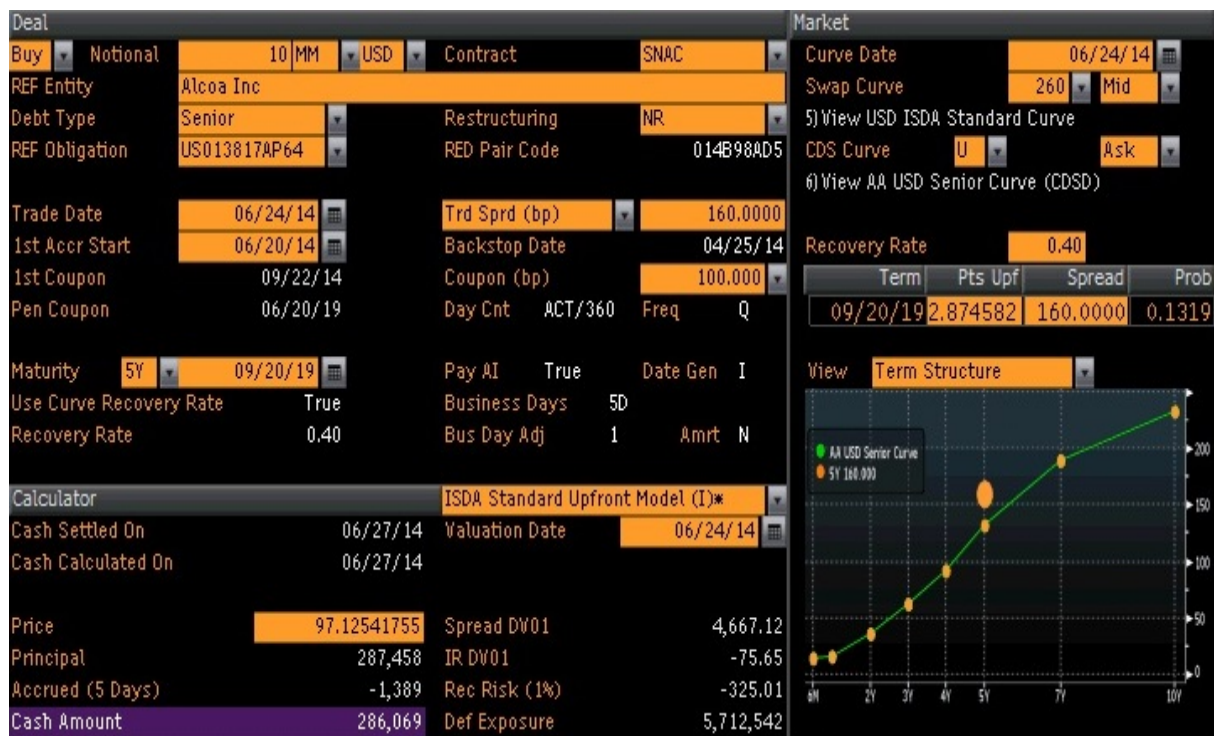 Deal
Buy Notional 10 MM USD Contract SNAC
REF Entity Alcoa Inc
Debt Type Senior Restructuring NR
REF Obligation US013817AP64 RED Pair Code 014B98AD5
Trade Date 06/24/14 Trd Sprd (bp) 160.0000
1st Accr Start 06/20/14 Backstop Date 04/25/14
1st Coupon 09/22/14 Coupon (bp) 100.000
Pen Coupon 06/20/19 Day Cnt ACT/360 Freq Q
Maturity 5Y 09/20/19 Pay AI True Date Gen I
Use Curve Recovery Rate True Business Days 5D
Recovery Rate 0.40 Bus Day Adj 1 Amrt N
Market
Curve Date 06/24/14
Swap Curve 260 Mid
5) View USD ISDA Standard Curve
CDS Curve U Ask
6) View AA USD Senior Curve (CDSD)
Recovery Rate 0.40
Term Pts Upf Spread Prob
09/20/19 2.874582 160.0000 0.1319
View Term Structure
AA USD Senior Curve
5Y 160.000
200
150
100
50
0
6M 2Y 3Y 4Y 5Y 7Y 10Y
Calculator ISDA Standard Upfront Model (I)*
Cash Settled On 06/27/14 Valuation Date 06/24/14
Cash Calculated On 06/27/14
Price 97.12541755 Spread DV01 4,667.12
Principal 287,458 IR DV01 -75.65
Accrued (5 Days) -1,389 Rec Risk (1%) -325.01
Cash Amount 286,069 Def Exposure 5,712,542